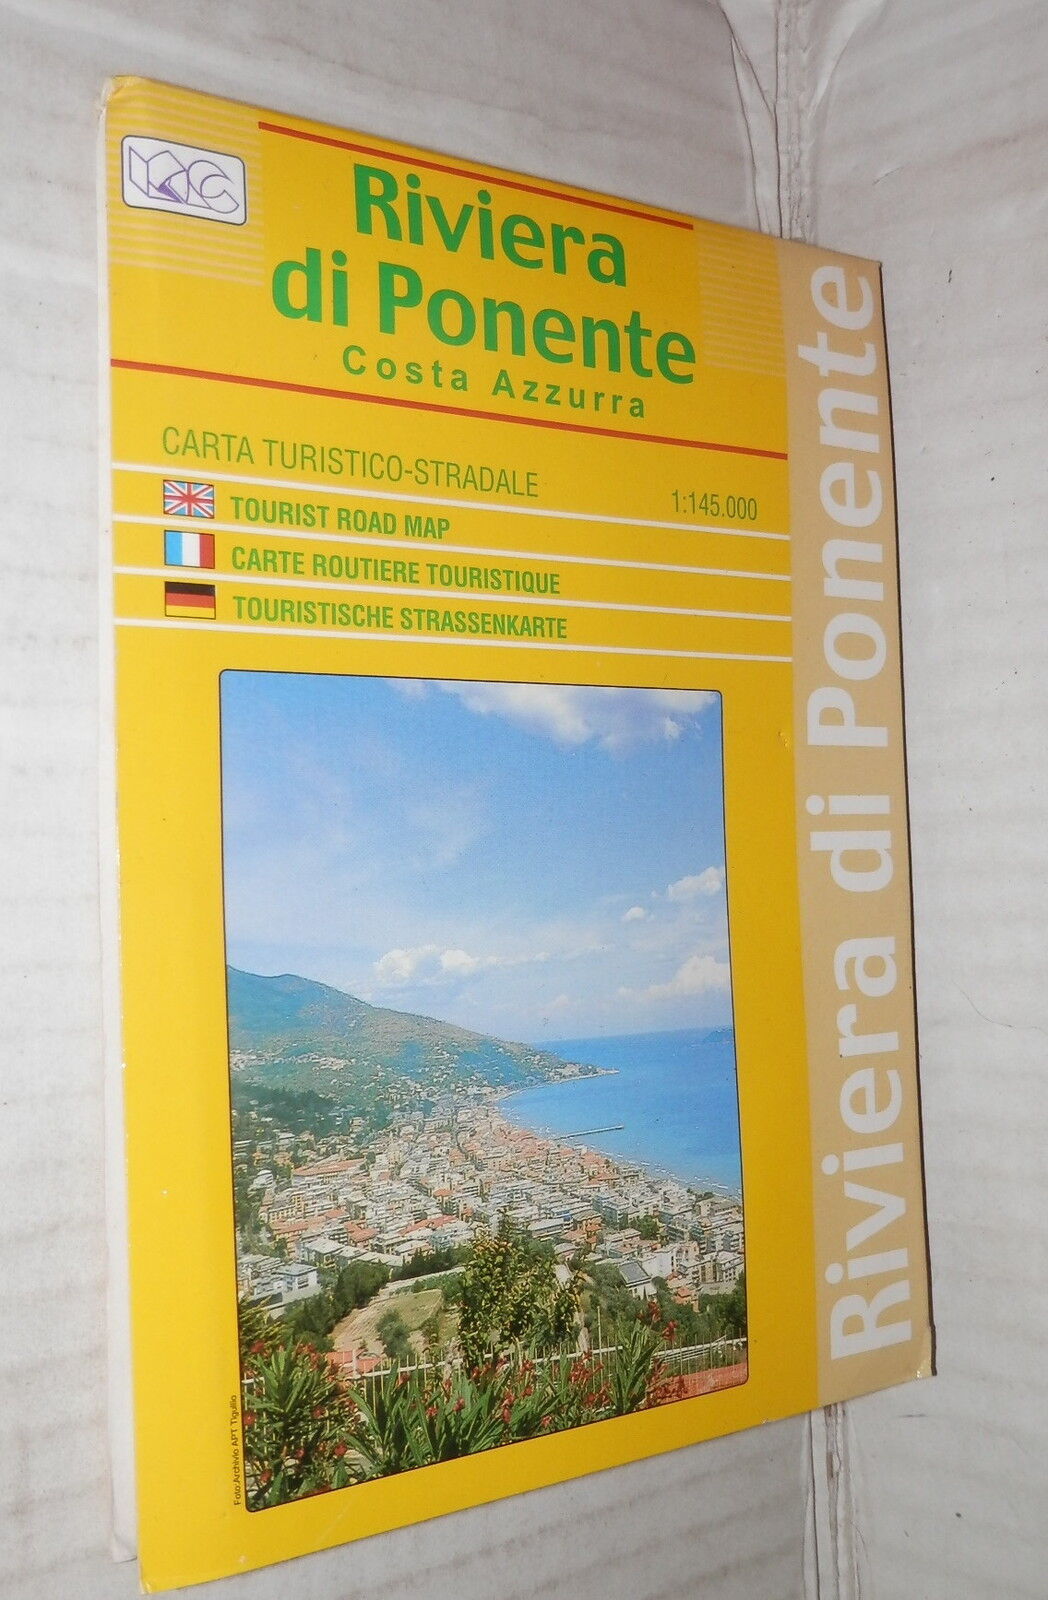 LAC
Riviera
di Ponente
Costa Azzurra
CARTA TURISTICO-STRADALE
1:145.000
TOURIST ROAD MAP
CARTE ROUTIERE TOURISTIQUE
TOURISTISCHE STRASSENKARTE
Foto: Archivio APT Tigullio
Riviera di Ponente